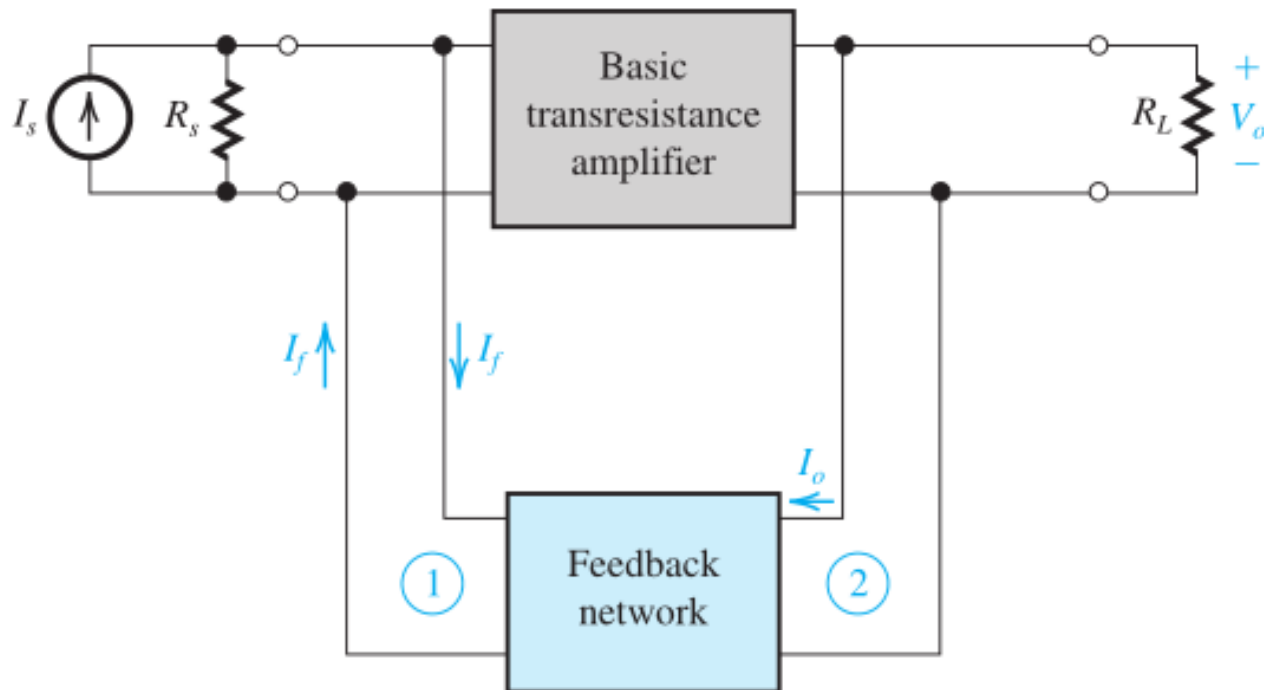 Basic
transresistance
amplifier
I_s
R_s
R_L
+
V_o
−
I_f
I_f
I_o
Feedback
network
1
2